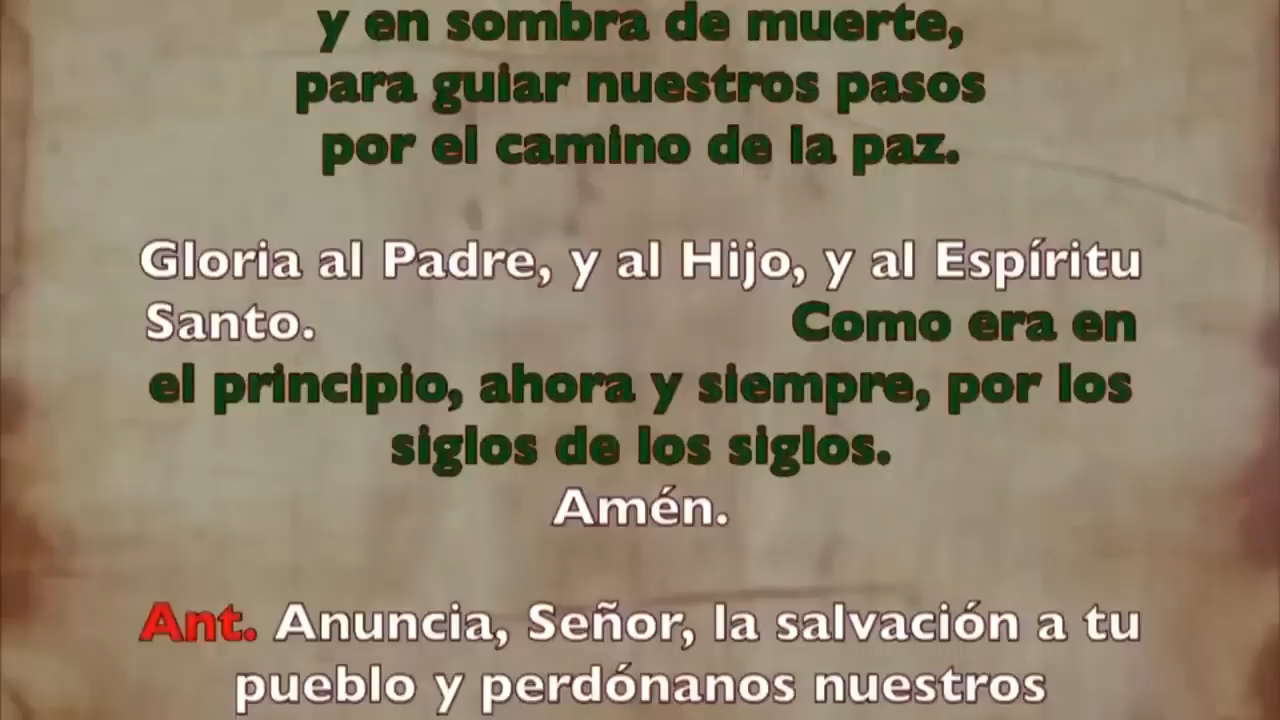 y en sombra de muerte,
para guiar nuestros pasos
por el camino de la paz.
Gloria al Padre, y al Hijo, y al Espíritu
Santo. Como era en
el principio, ahora y siempre, por los
siglos de los siglos.
Amén.
Ant. Anuncia, Señor, la salvación a tu
pueblo y perdónanos nuestros